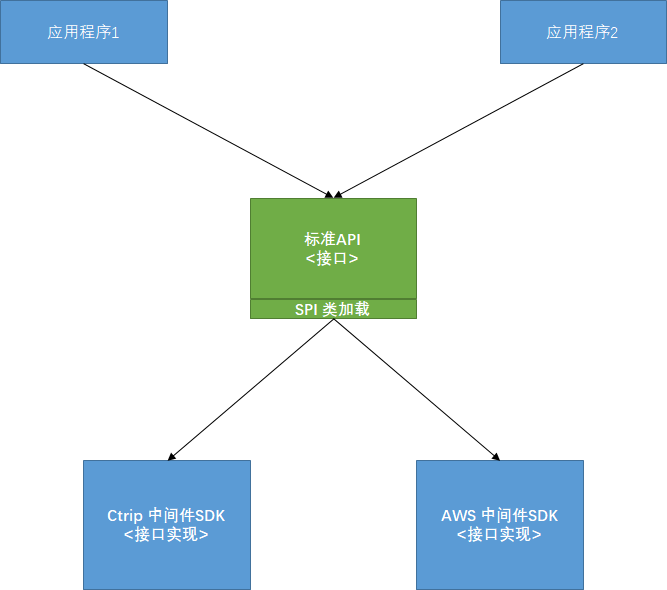 应用程序1
应用程序2
标准API
<接口>
SPI 类加载
Ctrip 中间件SDK
<接口实现>
AWS 中间件SDK
<接口实现>